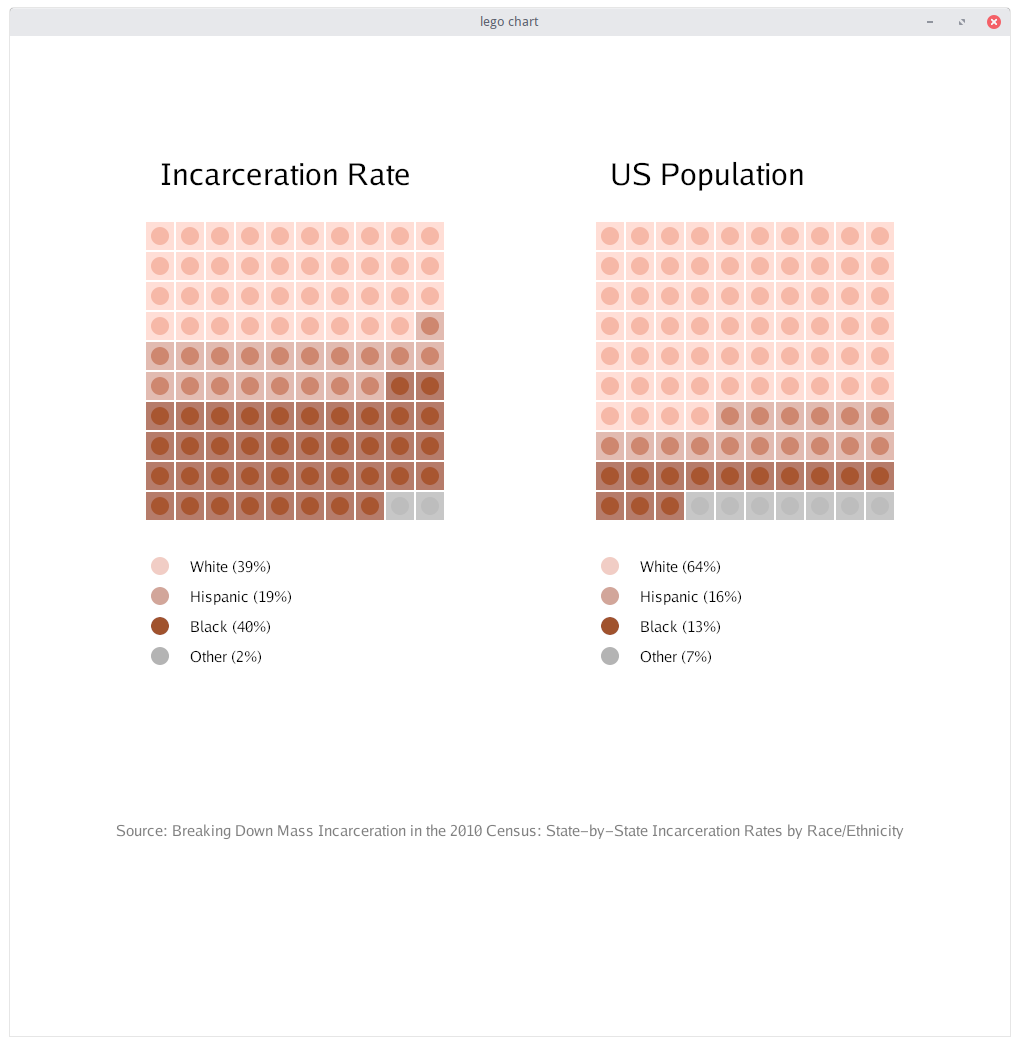 lego chart
Incarceration Rate
US Population
White (39%)
Hispanic (19%)
Black (40%)
Other (2%)
White (64%)
Hispanic (16%)
Black (13%)
Other (7%)
Source: Breaking Down Mass Incarceration in the 2010 Census: State-by-State Incarceration Rates by Race/Ethnicity